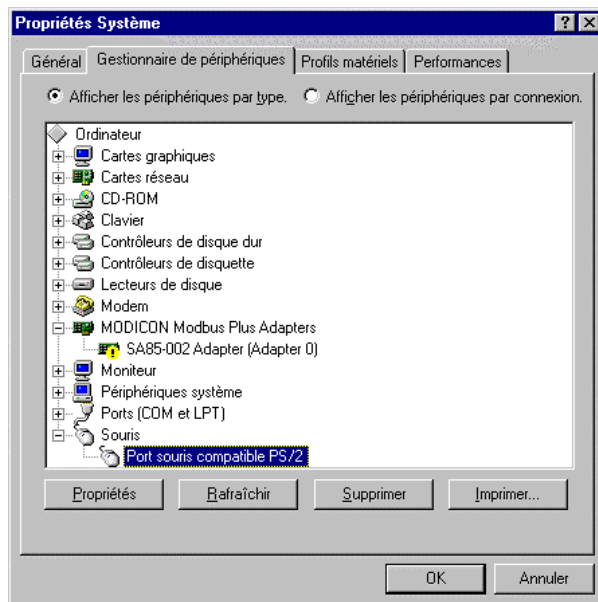 Propriétés Système
Général Gestionnaire de périphériques Profils matériels Performances
Afficher les périphériques par type. Afficher les périphériques par connexion.
Ordinateur
Cartes graphiques
Cartes réseau
CD-ROM
Clavier
Contrôleurs de disque dur
Contrôleurs de disquette
Lecteurs de disque
Modem
MODICON Modbus Plus Adapters
SA85-002 Adapter (Adapter 0)
Moniteur
Périphériques système
Ports (COM et LPT)
Souris
Port souris compatible PS/2
Propriétés Rafraîchir Supprimer Imprimer...
OK Annuler